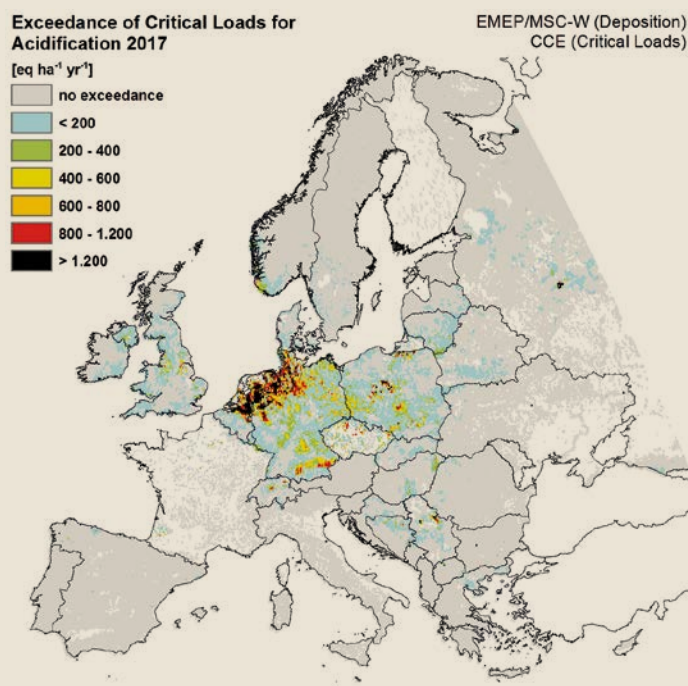 Exceedance of Critical Loads for
Acidification 2017
EMEP/MSC-W (Deposition)
CCE (Critical Loads)
[eq ha⁻¹ yr⁻¹]
no exceedance
< 200
200 - 400
400 - 600
600 - 800
800 - 1.200
> 1.200